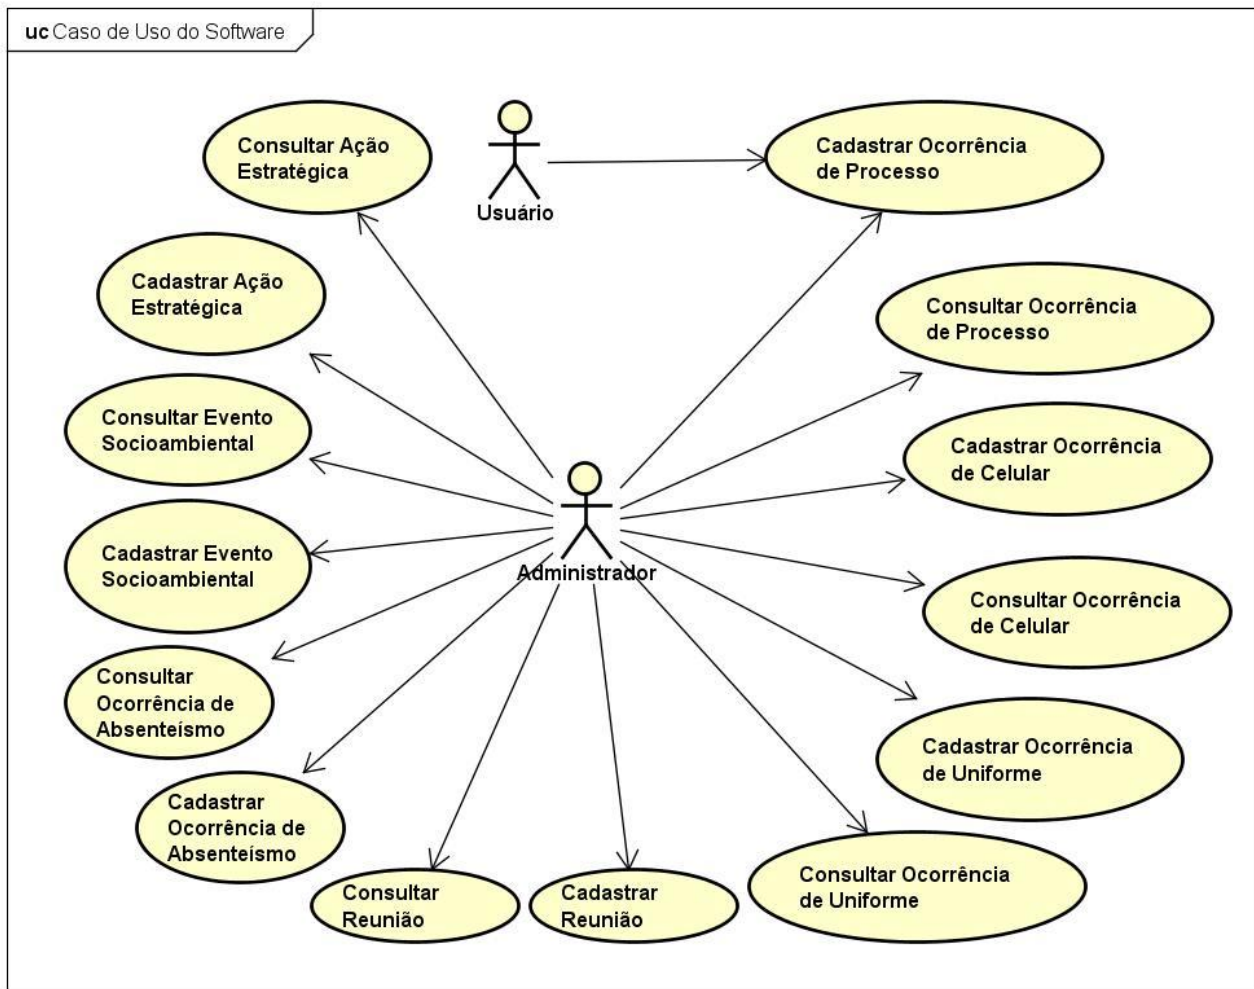 uc Caso de Uso do Software
Consultar Ação
Estratégica
Usuário
Cadastrar Ocorrência
de Processo
Cadastrar Ação
Estratégica
Consultar Ocorrência
de Processo
Consultar Evento
Socioambiental
Cadastrar Ocorrência
de Celular
Cadastrar Evento
Socioambiental
Administrador
Consultar Ocorrência
de Celular
Consultar
Ocorrência de
Absenteísmo
Cadastrar Ocorrência
de Uniforme
Cadastrar
Ocorrência de
Absenteísmo
Consultar
Reunião
Cadastrar
Reunião
Consultar Ocorrência
de Uniforme